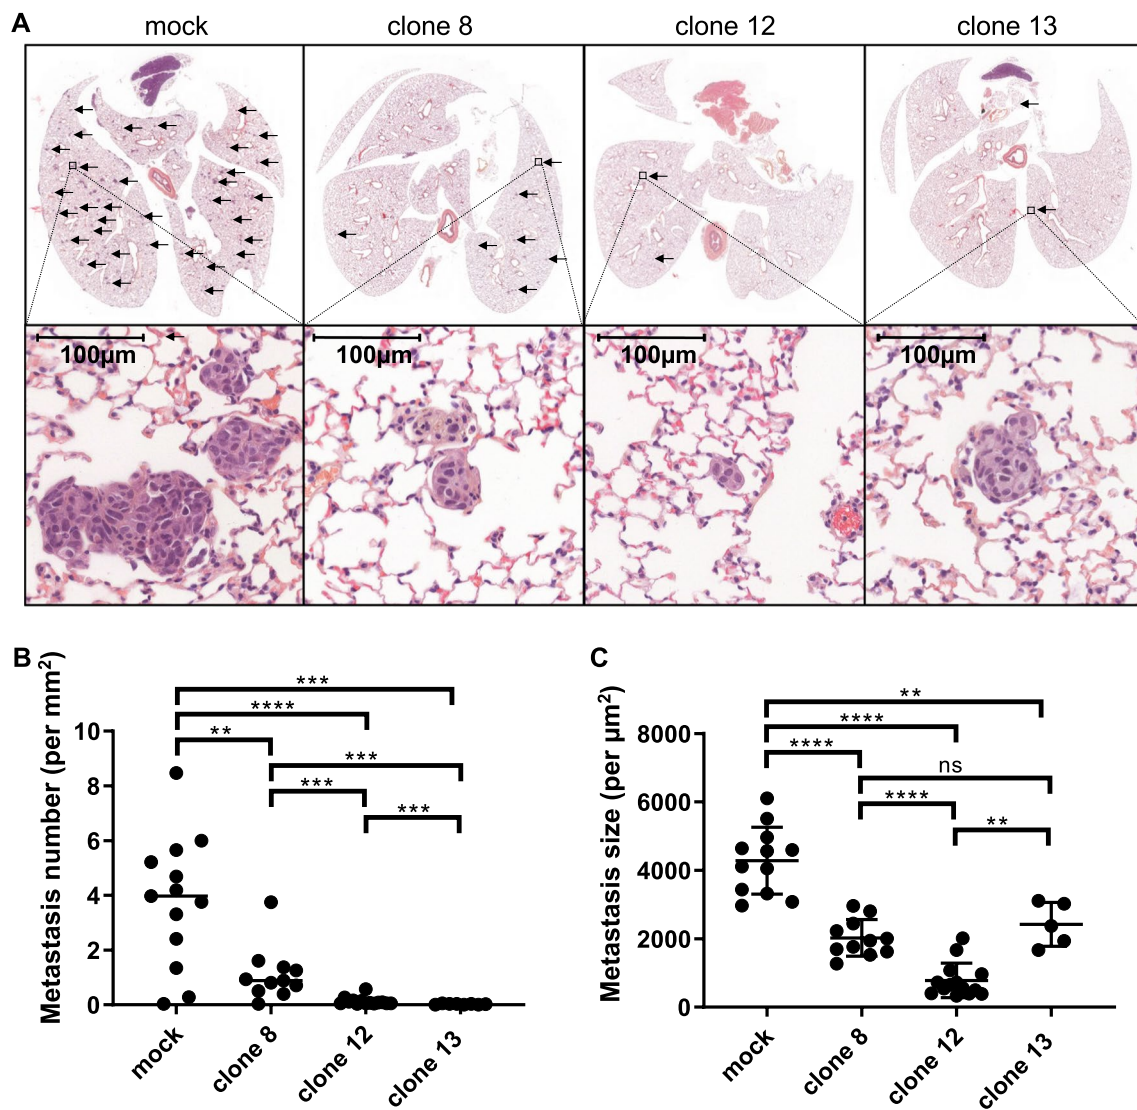 A
mock clone 8 clone 12 clone 13
100µm 100µm 100µm 100µm
B
Metastasis number (per mm²)
***
****
**
***
***
***
10
8
6
4
2
0
mock clone 8 clone 12 clone 13
C
Metastasis size (per µm²)
**
****
****
ns
****
**
8000
6000
4000
2000
0
mock clone 8 clone 12 clone 13